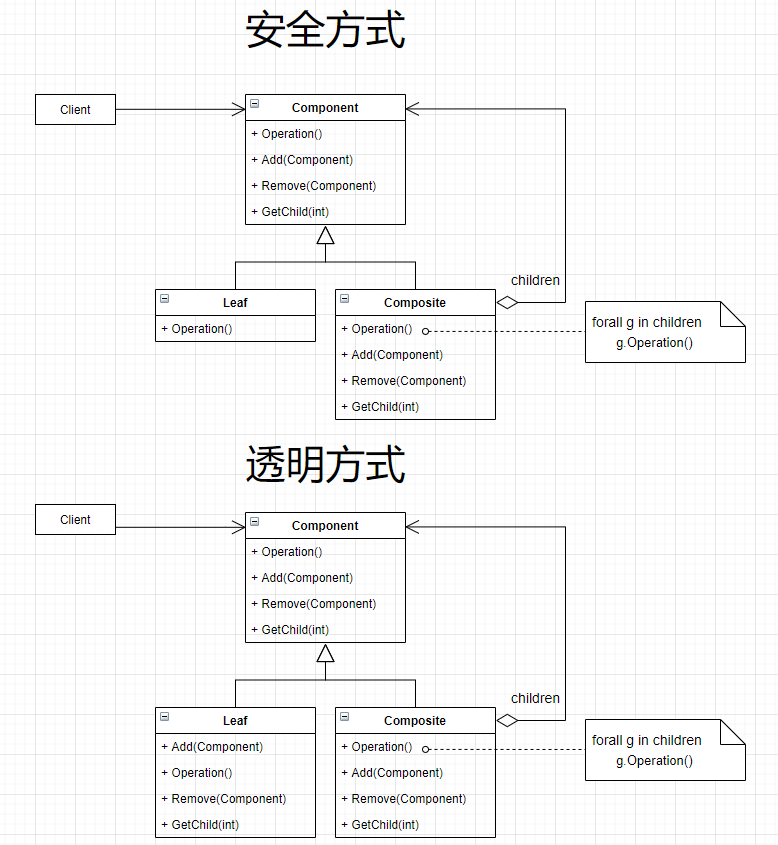 安全方式
Client
Component
+ Operation()
+ Add(Component)
+ Remove(Component)
+ GetChild(int)
children
Leaf
+ Operation()
Composite
+ Operation()
+ Add(Component)
+ Remove(Component)
+ GetChild(int)
forall g in children
g.Operation()
透明方式
Client
Component
+ Operation()
+ Add(Component)
+ Remove(Component)
+ GetChild(int)
children
Leaf
+ Add(Component)
+ Operation()
+ Remove(Component)
+ GetChild(int)
Composite
+ Operation()
+ Add(Component)
+ Remove(Component)
+ GetChild(int)
forall g in children
g.Operation()